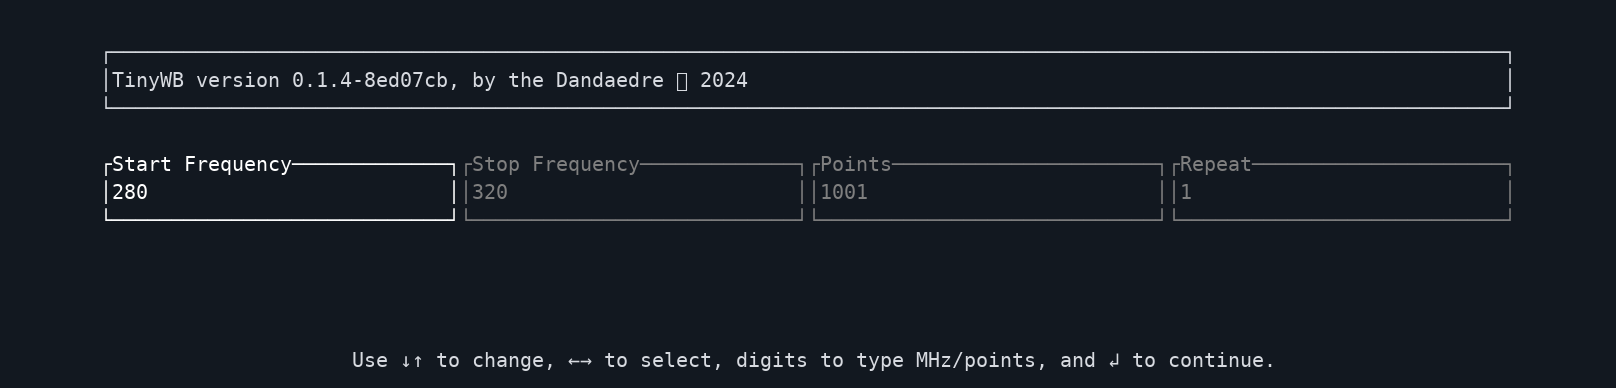 TinyWB version 0.1.4-8ed07cb, by the Dandaedre 2024
Start Frequency Stop Frequency Points Repeat
280 320 1001 1
Use ↓↑ to change, ←→ to select, digits to type MHz/points, and ↲ to continue.